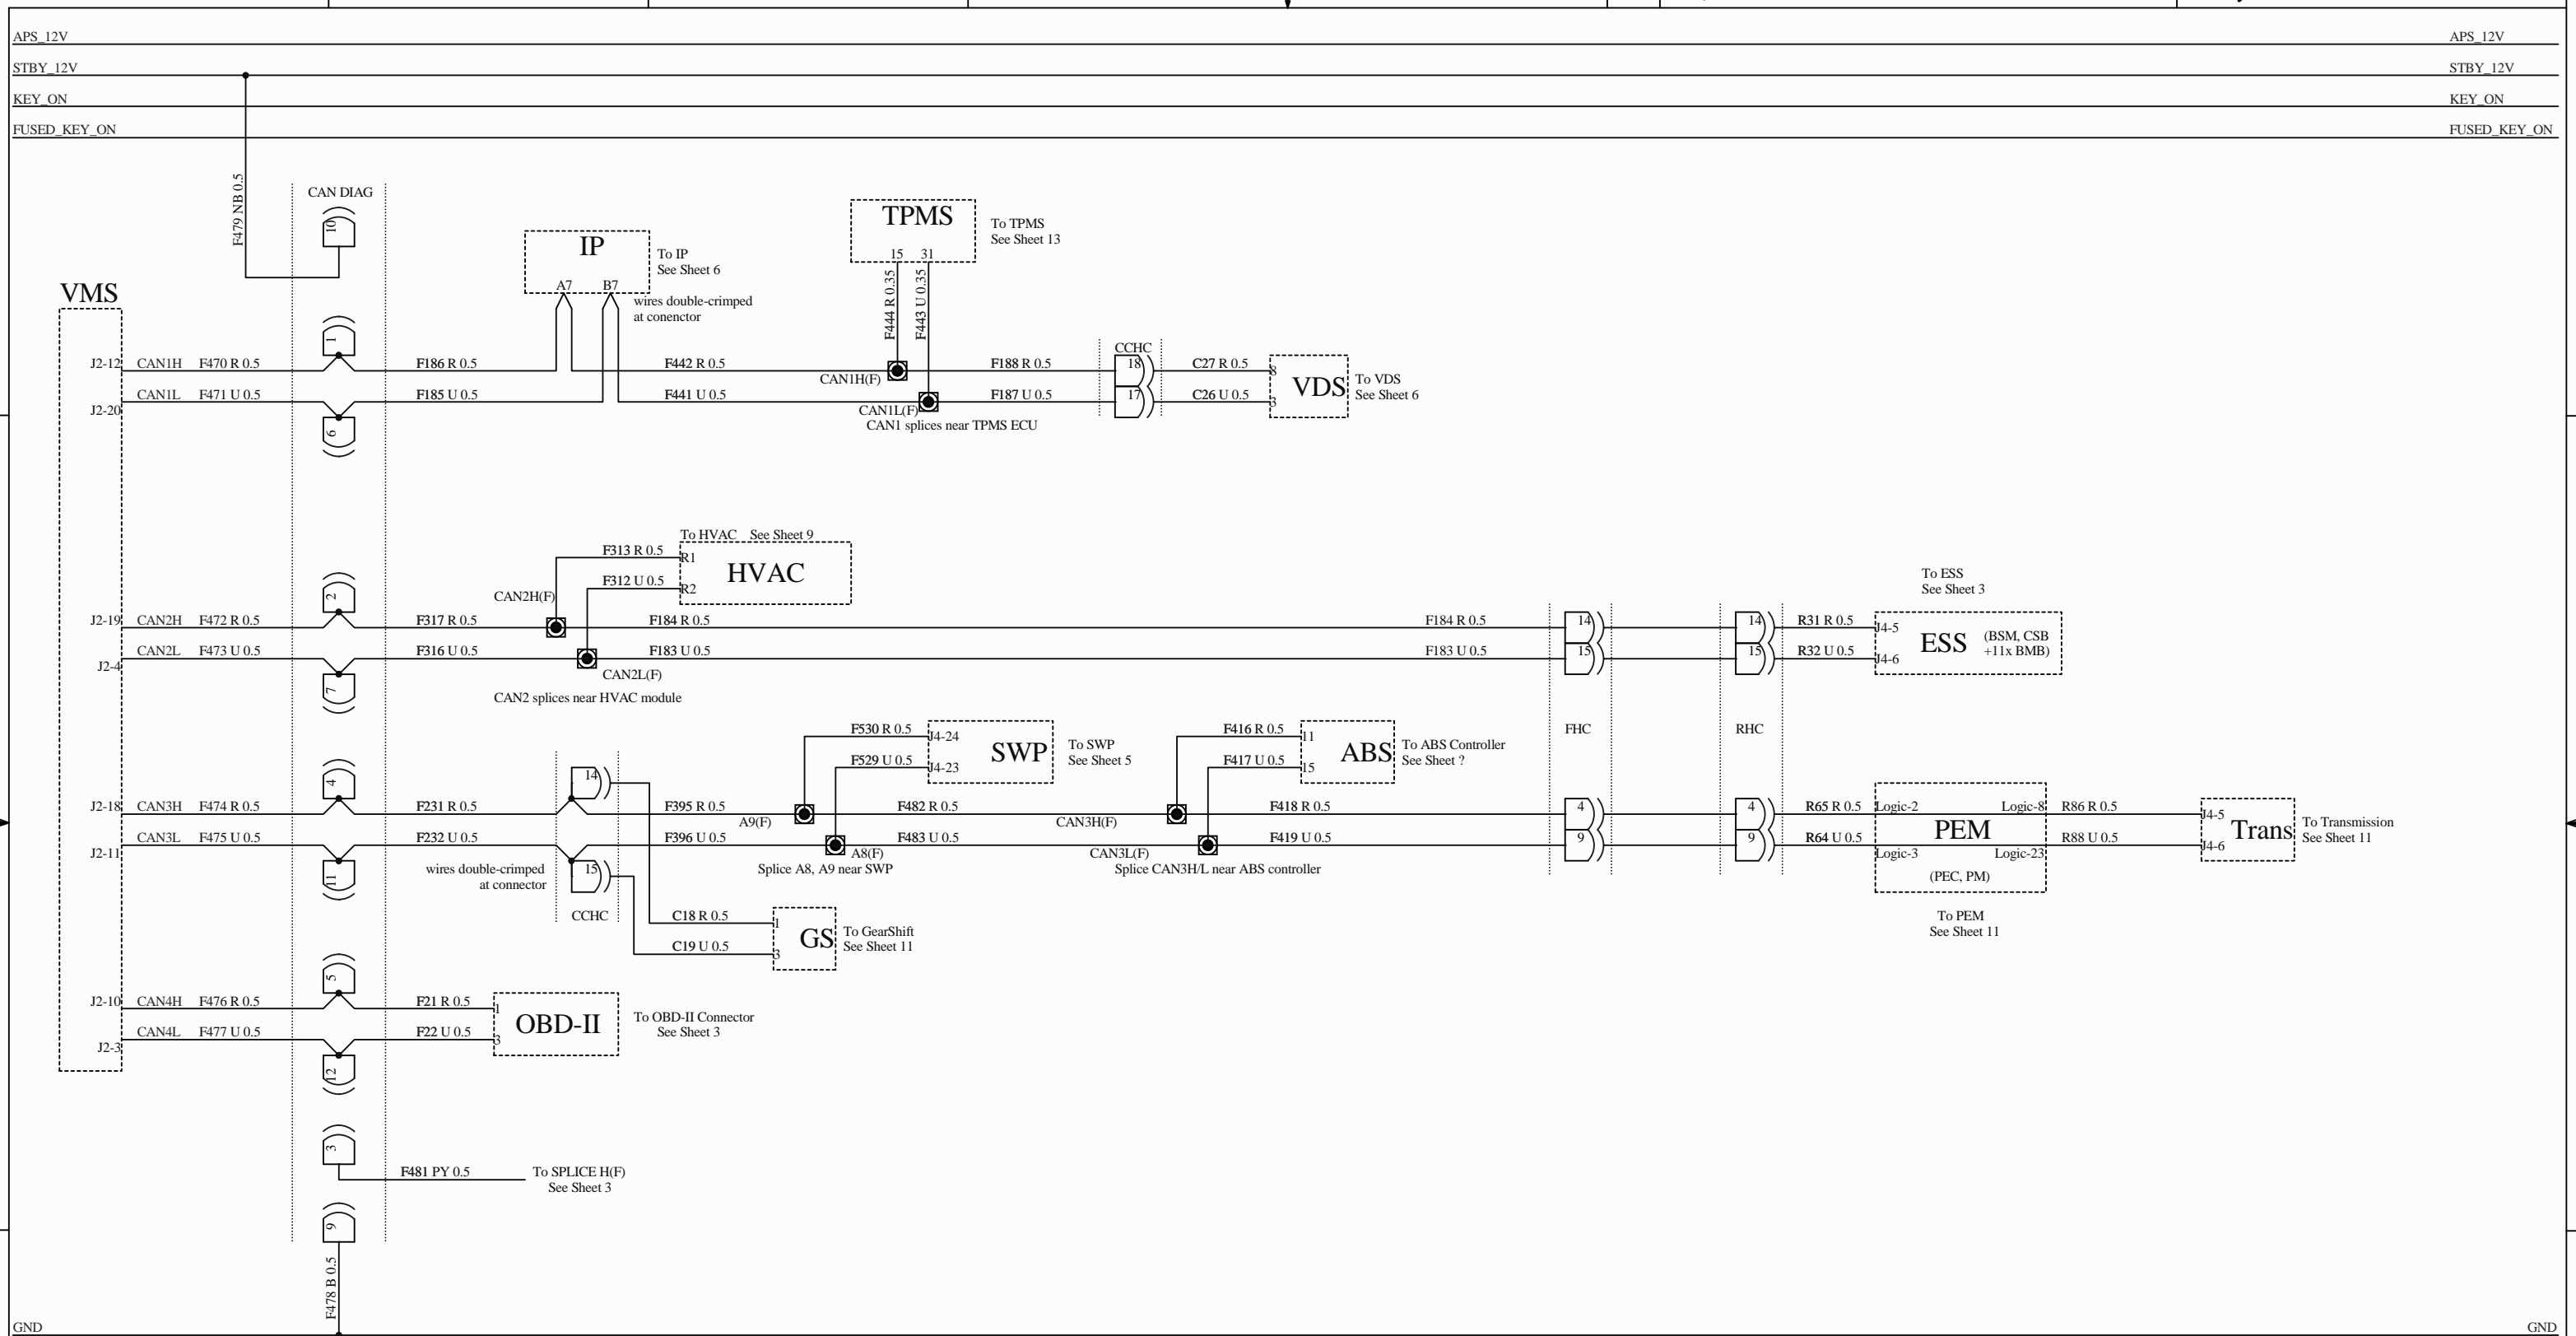 APS_12V APS_12V
STBY_12V STBY_12V
KEY_ON KEY_ON
FUSED_KEY_ON FUSED_KEY_ON
F479 NB 0.5
CAN DIAG
10
IP
A7 B7
To IP
See Sheet 6
wires double-crimped
at conenctor
TPMS
15 31
To TPMS
See Sheet 13
F444 R 0.35
F443 U 0.35
VMS
1
J2-12 CAN1H F470 R 0.5 F186 R 0.5 F442 R 0.5 CAN1H(F) F188 R 0.5 CCHC 18 C27 R 0.5 8
J2-20 CAN1L F471 U 0.5 F185 U 0.5 F441 U 0.5 CAN1L(F) F187 U 0.5 17 C26 U 0.5 3
6
VDS
To VDS
See Sheet 6
CAN1 splices near TPMS ECU
To HVAC See Sheet 9
F313 R 0.5 R1
F312 U 0.5 R2
HVAC
CAN2H(F)
2
J2-19 CAN2H F472 R 0.5 F317 R 0.5 F184 R 0.5 F184 R 0.5 14 14 R31 R 0.5 J4-5
J2-4 CAN2L F473 U 0.5 F316 U 0.5 F183 U 0.5 F183 U 0.5 15 15 R32 U 0.5 J4-6
7
CAN2L(F)
CAN2 splices near HVAC module
To ESS
See Sheet 3
ESS
(BSM, CSB
+11x BMB)
F530 R 0.5 J4-24
F529 U 0.5 J4-23
SWP
To SWP
See Sheet 5
F416 R 0.5 11
F417 U 0.5 15
ABS
To ABS Controller
See Sheet ?
FHC
RHC
4
14
J2-18 CAN3H F474 R 0.5 F231 R 0.5 F395 R 0.5 A9(F) F482 R 0.5 CAN3H(F) F418 R 0.5 4 4 R65 R 0.5 Logic-2 Logic-8 R86 R 0.5 J4-5
J2-11 CAN3L F475 U 0.5 F232 U 0.5 F396 U 0.5 A8(F) F483 U 0.5 CAN3L(F) F419 U 0.5 9 9 R64 U 0.5 Logic-3 Logic-23 R88 U 0.5 J4-6
11
15
PEM
(PEC, PM)
To PEM
See Sheet 11
Trans
To Transmission
See Sheet 11
wires double-crimped
at connector
CCHC
Splice A8, A9 near SWP
Splice CAN3H/L near ABS controller
C18 R 0.5 1
C19 U 0.5 3
GS
To GearShift
See Sheet 11
5
J2-10 CAN4H F476 R 0.5 F21 R 0.5 1
J2-3 CAN4L F477 U 0.5 F22 U 0.5 3
12
OBD-II
To OBD-II Connector
See Sheet 3
3
F481 PY 0.5
To SPLICE H(F)
See Sheet 3
9
F478 B 0.5
GND GND